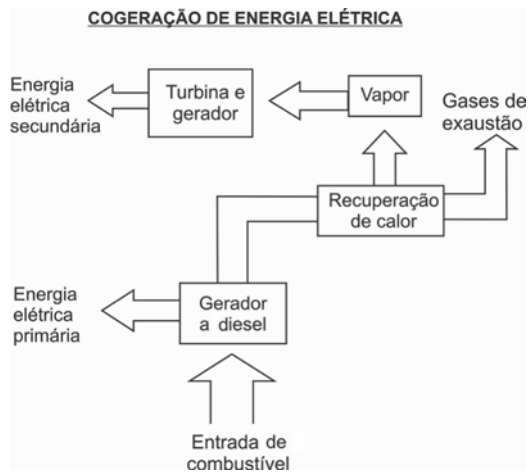 COGERAÇÃO DE ENERGIA ELÉTRICA
Energia
elétrica
secundária
Turbina e
gerador
Vapor
Gases de
exaustão
Recuperação
de calor
Energia
elétrica
primária
Gerador
a diesel
Entrada de
combustível